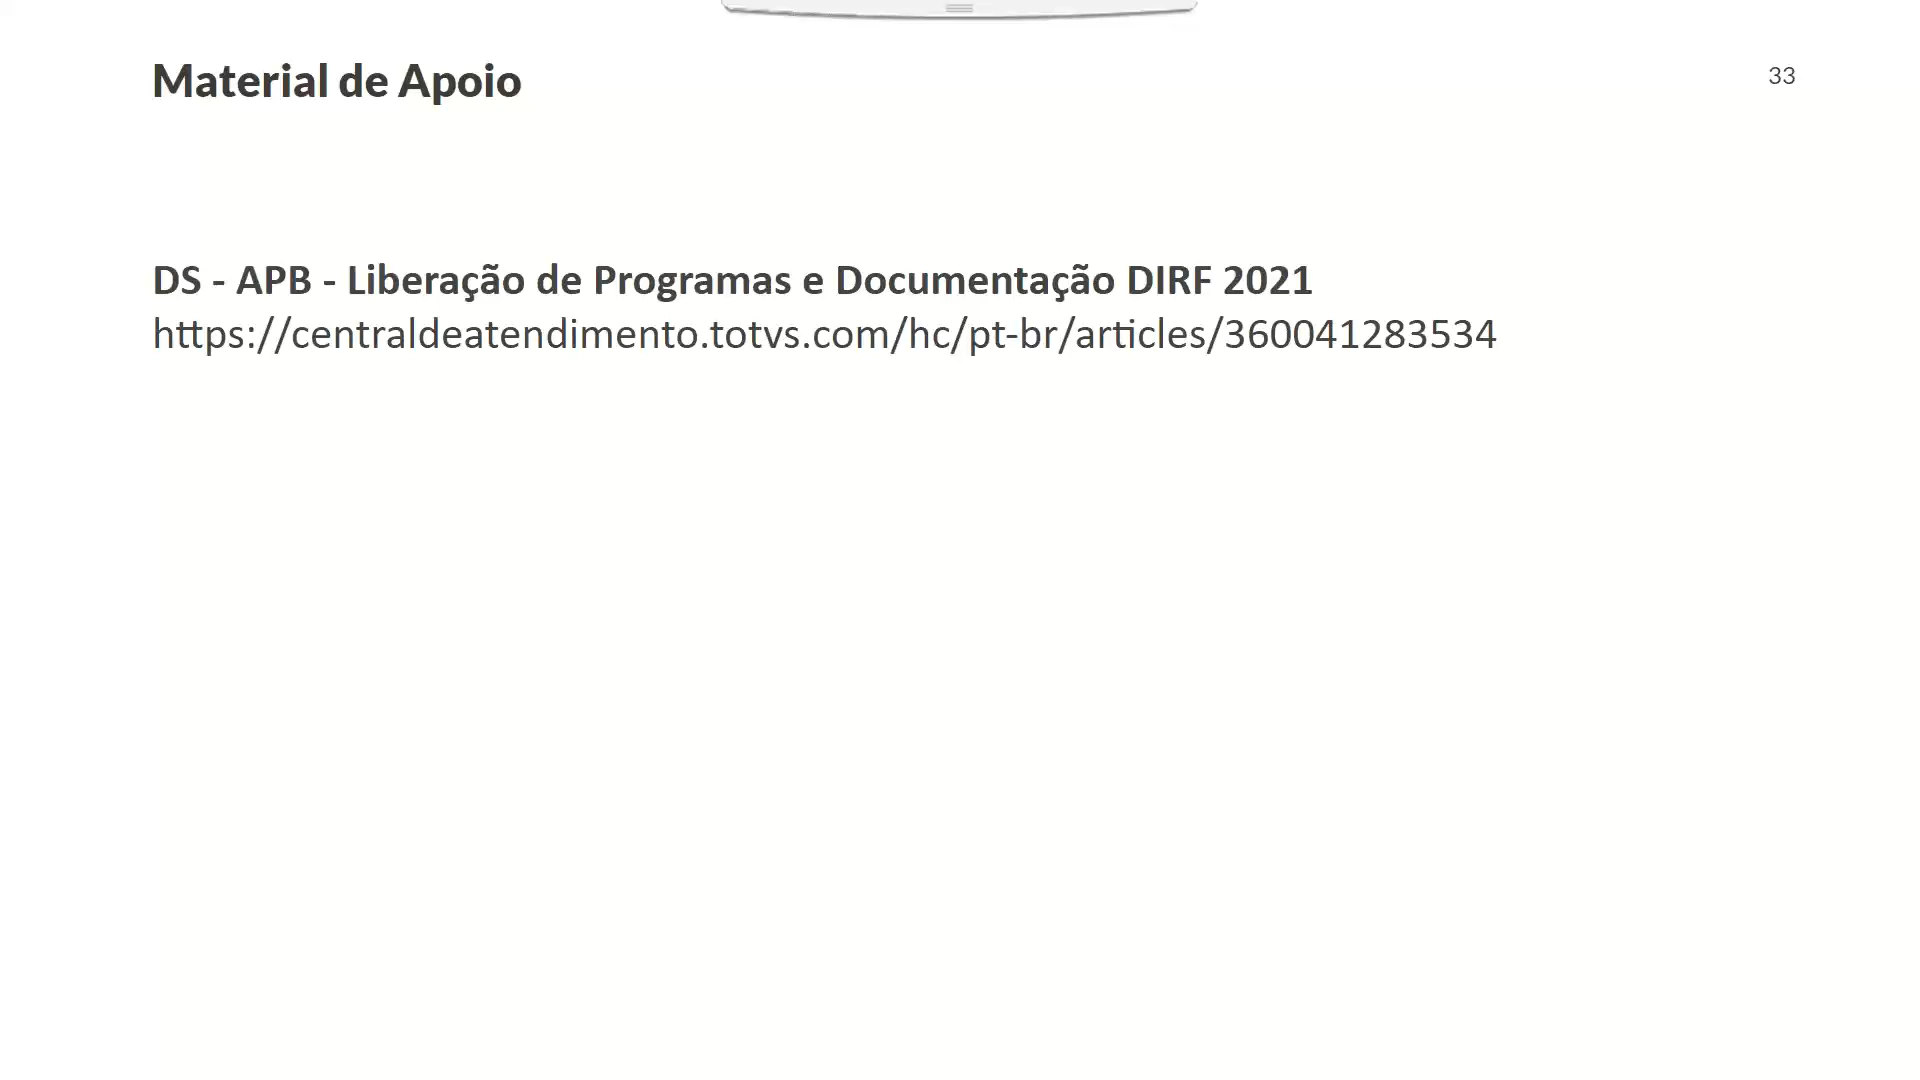 Material de Apoio
33
DS - APB - Liberação de Programas e Documentação DIRF 2021
https://centraldeatendimento.totvs.com/hc/pt-br/articles/360041283534